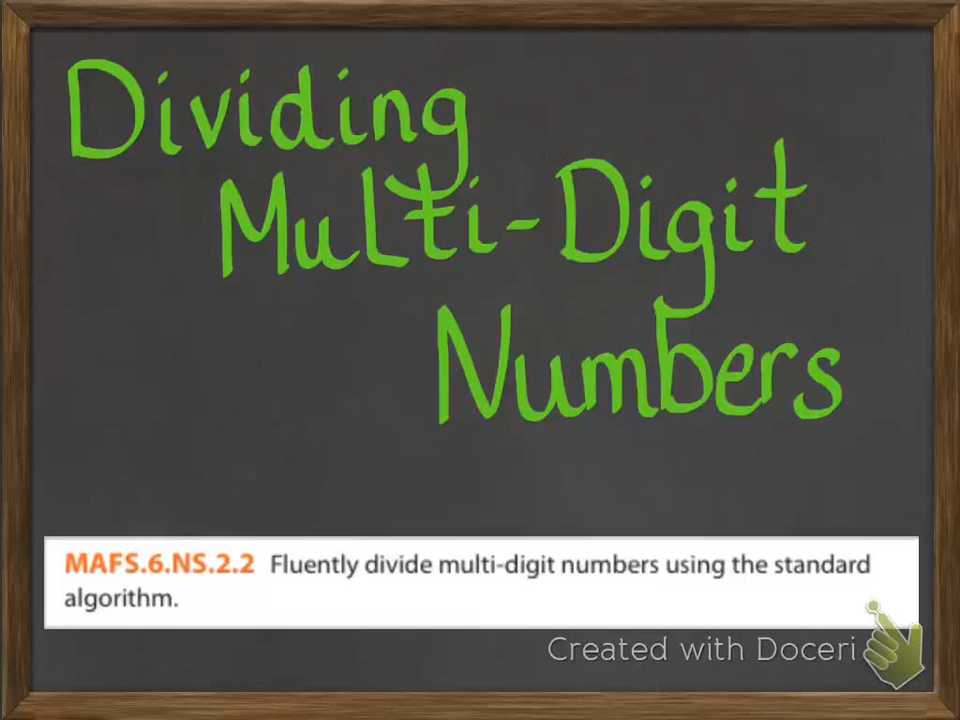 Dividing
Multi-Digit
Numbers
MAFS.6.NS.2.2 Fluently divide multi-digit numbers using the standard
algorithm.
Created with Doceri